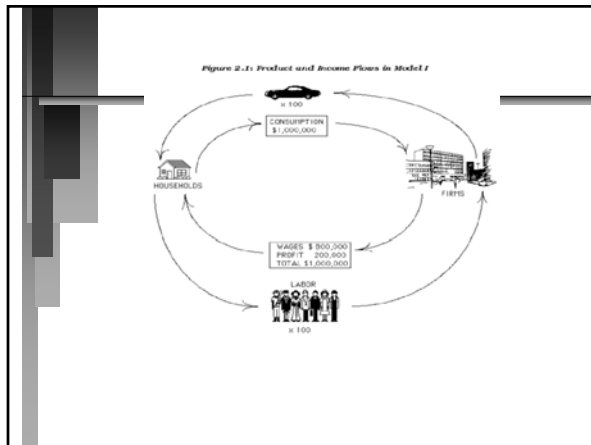 Figure 2.1: Product and Income Flows in Model I
x 100
CONSUMPTION
$1,000,000
HOUSEHOLDS
FIRMS
WAGES $ 800,000
PROFIT 200,000
TOTAL $1,000,000
LABOR
x 100